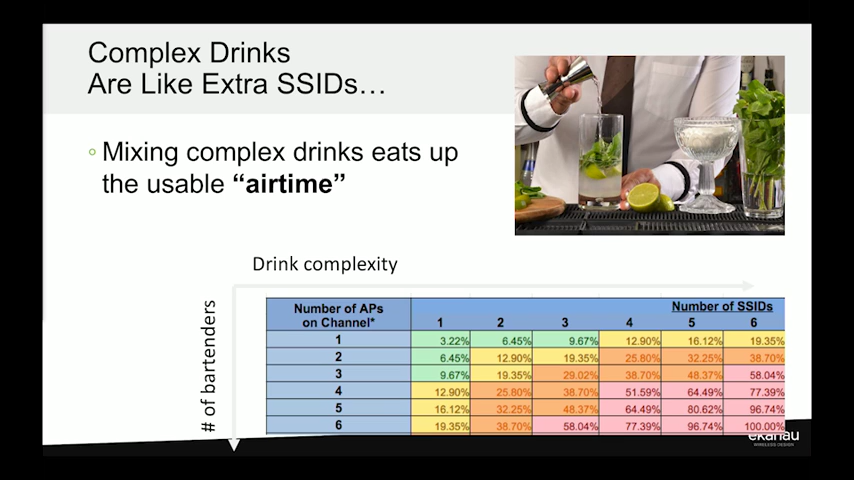 Complex Drinks
Are Like Extra SSIDs…
◦ Mixing complex drinks eats up
the usable “airtime”
Drink complexity
# of bartenders
Number of APs
on Channel*
Number of SSIDs
1 2 3 4 5 6
1 3.22% 6.45% 9.67% 12.90% 16.12% 19.35%
2 6.45% 12.90% 19.35% 25.80% 32.25% 38.70%
3 9.67% 19.35% 29.02% 38.70% 48.37% 58.04%
4 12.90% 25.80% 38.70% 51.59% 64.49% 77.39%
5 16.12% 32.25% 48.37% 64.49% 80.62% 96.74%
6 19.35% 38.70% 58.04% 77.39% 96.74% 100.00%
ekahau
WIRELESS DESIGN